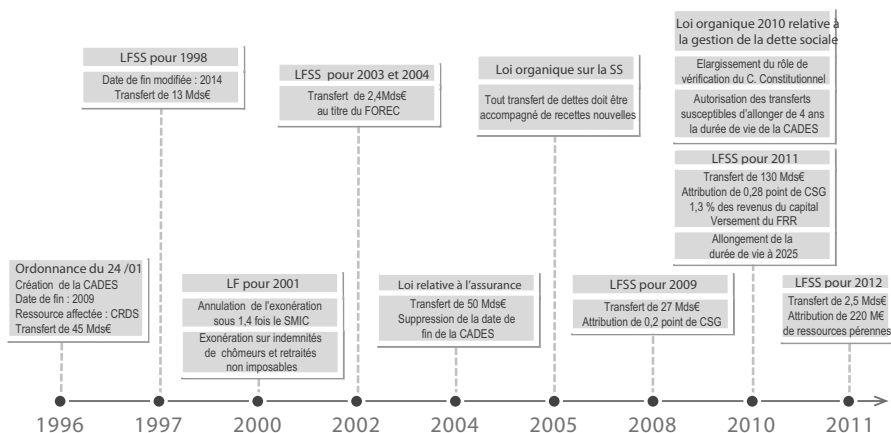 Loi organique 2010 relative à
la gestion de la dette sociale
Elargissement du rôle de
vérification du C. Constitutionnel
Autorisation des transferts
susceptibles d'allonger de 4 ans
la durée de vie de la CADES
LFSS pour 1998
Date de fin modifiée : 2014
Transfert de 13 Mds€
LFSS pour 2003 et 2004
Transfert de 2,4Mds€
au titre du FOREC
Loi organique sur la SS
Tout transfert de dettes doit être
accompagné de recettes nouvelles
LFSS pour 2011
Transfert de 130 Mds€
Attribution de 0,28 point de CSG
1,3 % des revenus du capital
Versement du FRR
Allongement de la
durée de vie à 2025
Ordonnance du 24 /01
Création de la CADES
Date de fin : 2009
Ressource affectée : CRDS
Transfert de 45 Mds€
LF pour 2001
Annulation de l'exonération
sous 1,4 fois le SMIC
Exonération sur indemnités
de chômeurs et retraités
non imposables
Loi relative à l'assurance
Transfert de 50 Mds€
Suppression de la date de
fin de la CADES
LFSS pour 2009
Transfert de 27 Mds€
Attribution de 0,2 point de CSG
LFSS pour 2012
Transfert de 2,5 Mds€
Attribution de 220 M€
de ressources pérennes
1996 1997 2000 2002 2004 2005 2008 2010 2011